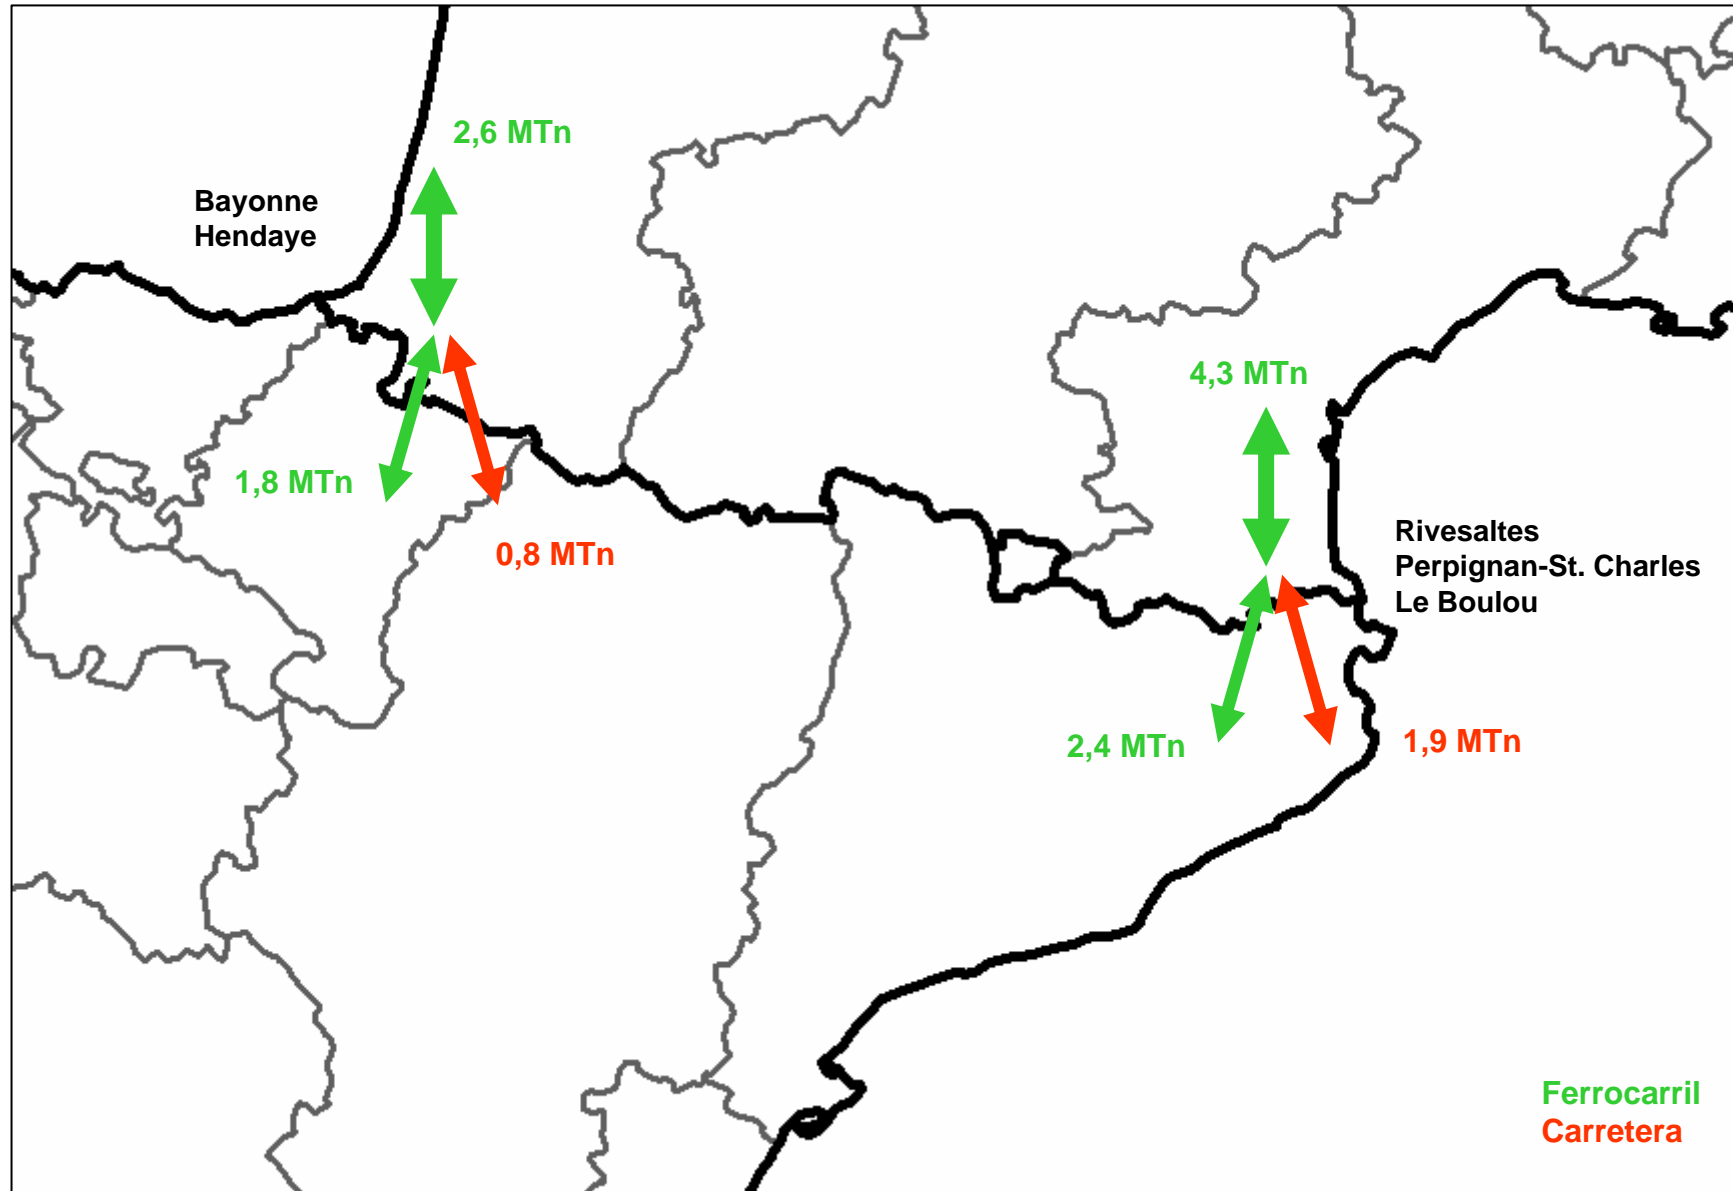 2,6 MTn
Bayonne
Hendaye
4,3 MTn
1,8 MTn
0,8 MTn
Rivesaltes
Perpignan-St. Charles
Le Boulou
2,4 MTn
1,9 MTn
Ferrocarril
Carretera